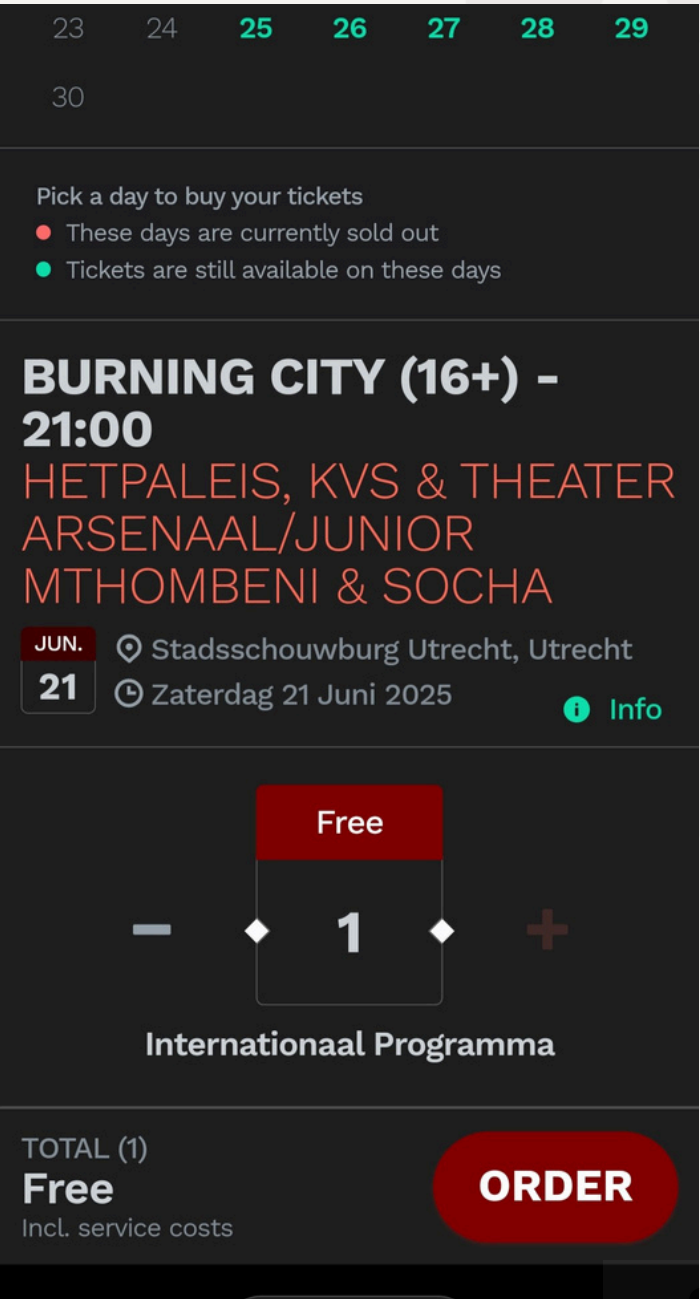 23 24 25 26 27 28 29
30
Pick a day to buy your tickets
These days are currently sold out
Tickets are still available on these days
BURNING CITY (16+) -
21:00
HETPALEIS, KVS & THEATER
ARSENAAL/JUNIOR
MTHOMBENI & SOCHA
JUN.
21
Stadsschouwburg Utrecht, Utrecht
Zaterdag 21 Juni 2025
Info
Free
1
Internationaal Programma
TOTAL (1)
Free
Incl. service costs
ORDER